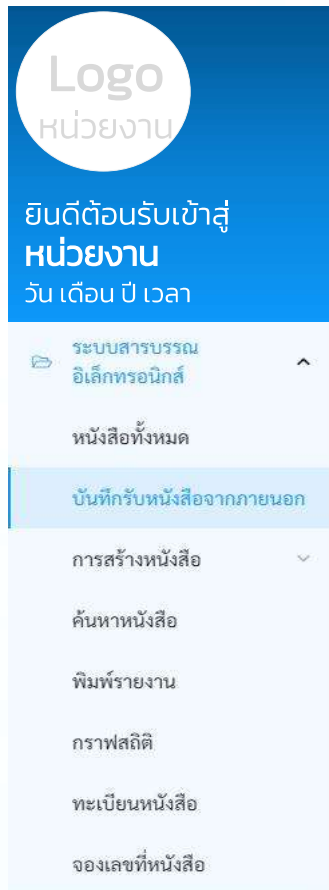 Logo
หน่วยงาน
ยินดีต้อนรับเข้าสู่
หน่วยงาน
วัน เดือน ปี เวลา
ระบบสารบรรณ
อิเล็กทรอนิกส์
หนังสือทั้งหมด
บันทึกรับหนังสือจากภายนอก
การสร้างหนังสือ
ค้นหาหนังสือ
พิมพ์รายงาน
กราฟสถิติ
ทะเบียนหนังสือ
จองเลขที่หนังสือ